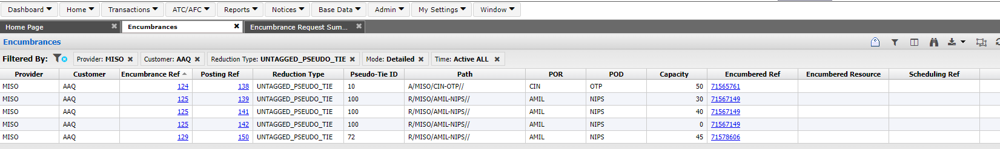 Dashboard Home Transactions ATC/AFC Reports Notices Base Data Admin My Settings Window
Home Page Encumbrances Encumbrance Request Sum...
Encumbrances
Filtered By: Provider: MISO Customer: AAQ Reduction Type: UNTAGGED_PSEUDO_TIE Mode: Detailed Time: Active ALL
Provider Customer Encumbrance Ref Posting Ref Reduction Type Pseudo-Tie ID Path POR POD Capacity Encumbered Ref Encumbered Resource Scheduling Ref
MISO AAQ 124 138 UNTAGGED_PSEUDO_TIE 10 A/MISO/CIN-OTP// CIN OTP 50 71565761
MISO AAQ 125 139 UNTAGGED_PSEUDO_TIE 100 R/MISO/AMIL-NIPS// AMIL NIPS 30 71567149
MISO AAQ 125 141 UNTAGGED_PSEUDO_TIE 100 R/MISO/AMIL-NIPS// AMIL NIPS 40 71567149
MISO AAQ 125 142 UNTAGGED_PSEUDO_TIE 100 R/MISO/AMIL-NIPS// AMIL NIPS 0 71567149
MISO AAQ 129 150 UNTAGGED_PSEUDO_TIE 72 R/MISO/AMIL-NIPS// AMIL NIPS 45 71578606